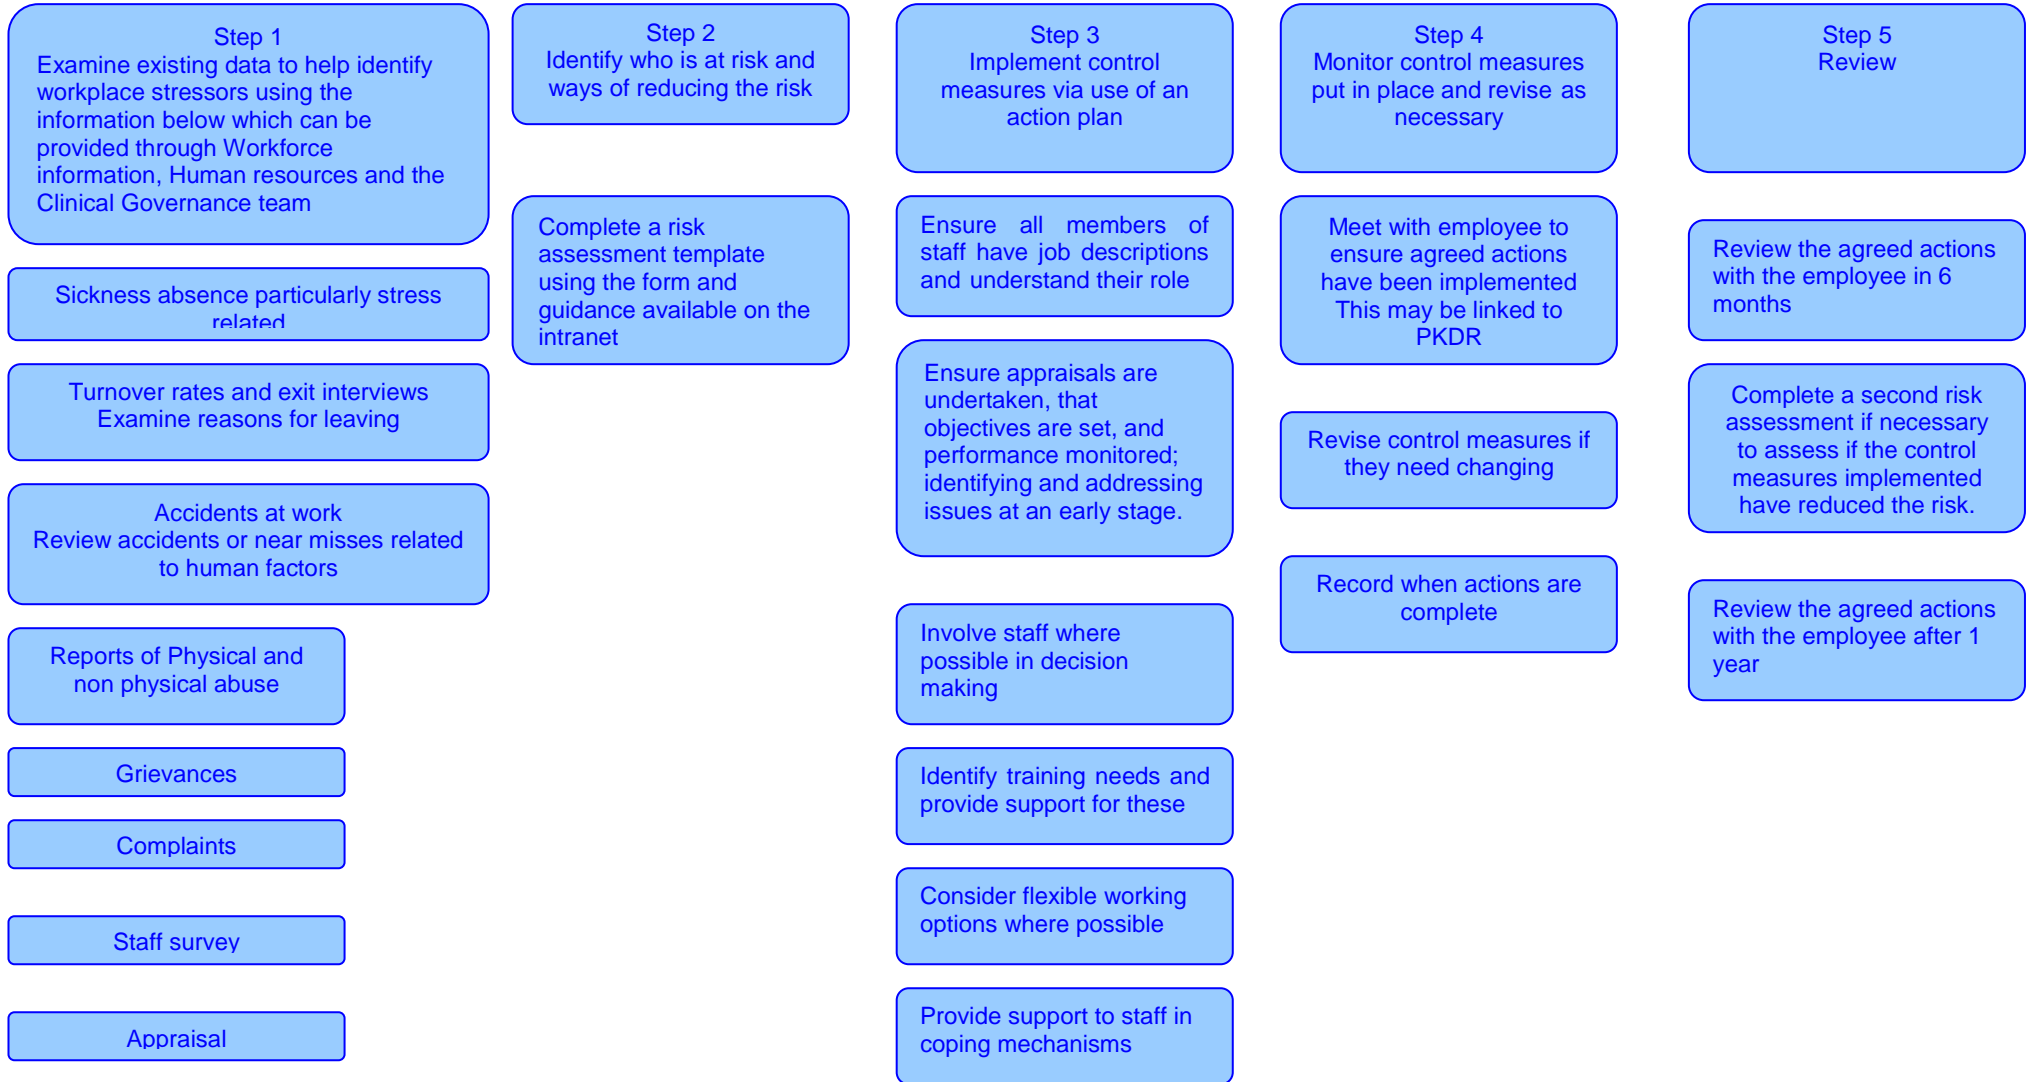 Step 1
Examine existing data to help identify
workplace stressors using the
information below which can be
provided through Workforce
information, Human resources and the
Clinical Governance team
Sickness absence particularly stress
related
Turnover rates and exit interviews
Examine reasons for leaving
Accidents at work
Review accidents or near misses related
to human factors
Reports of Physical and
non physical abuse
Grievances
Complaints
Staff survey
Appraisal
Step 2
Identify who is at risk and
ways of reducing the risk
Complete a risk
assessment template
using the form and
guidance available on the
intranet
Step 3
Implement control
measures via use of an
action plan
Ensure all members of
staff have job descriptions
and understand their role
Ensure appraisals are
undertaken, that
objectives are set, and
performance monitored;
identifying and addressing
issues at an early stage.
Involve staff where
possible in decision
making
Identify training needs and
provide support for these
Consider flexible working
options where possible
Provide support to staff in
coping mechanisms
Step 4
Monitor control measures
put in place and revise as
necessary
Meet with employee to
ensure agreed actions
have been implemented
This may be linked to
PKDR
Revise control measures if
they need changing
Record when actions are
complete
Step 5
Review
Review the agreed actions
with the employee in 6
months
Complete a second risk
assessment if necessary
to assess if the control
measures implemented
have reduced the risk.
Review the agreed actions
with the employee after 1
year